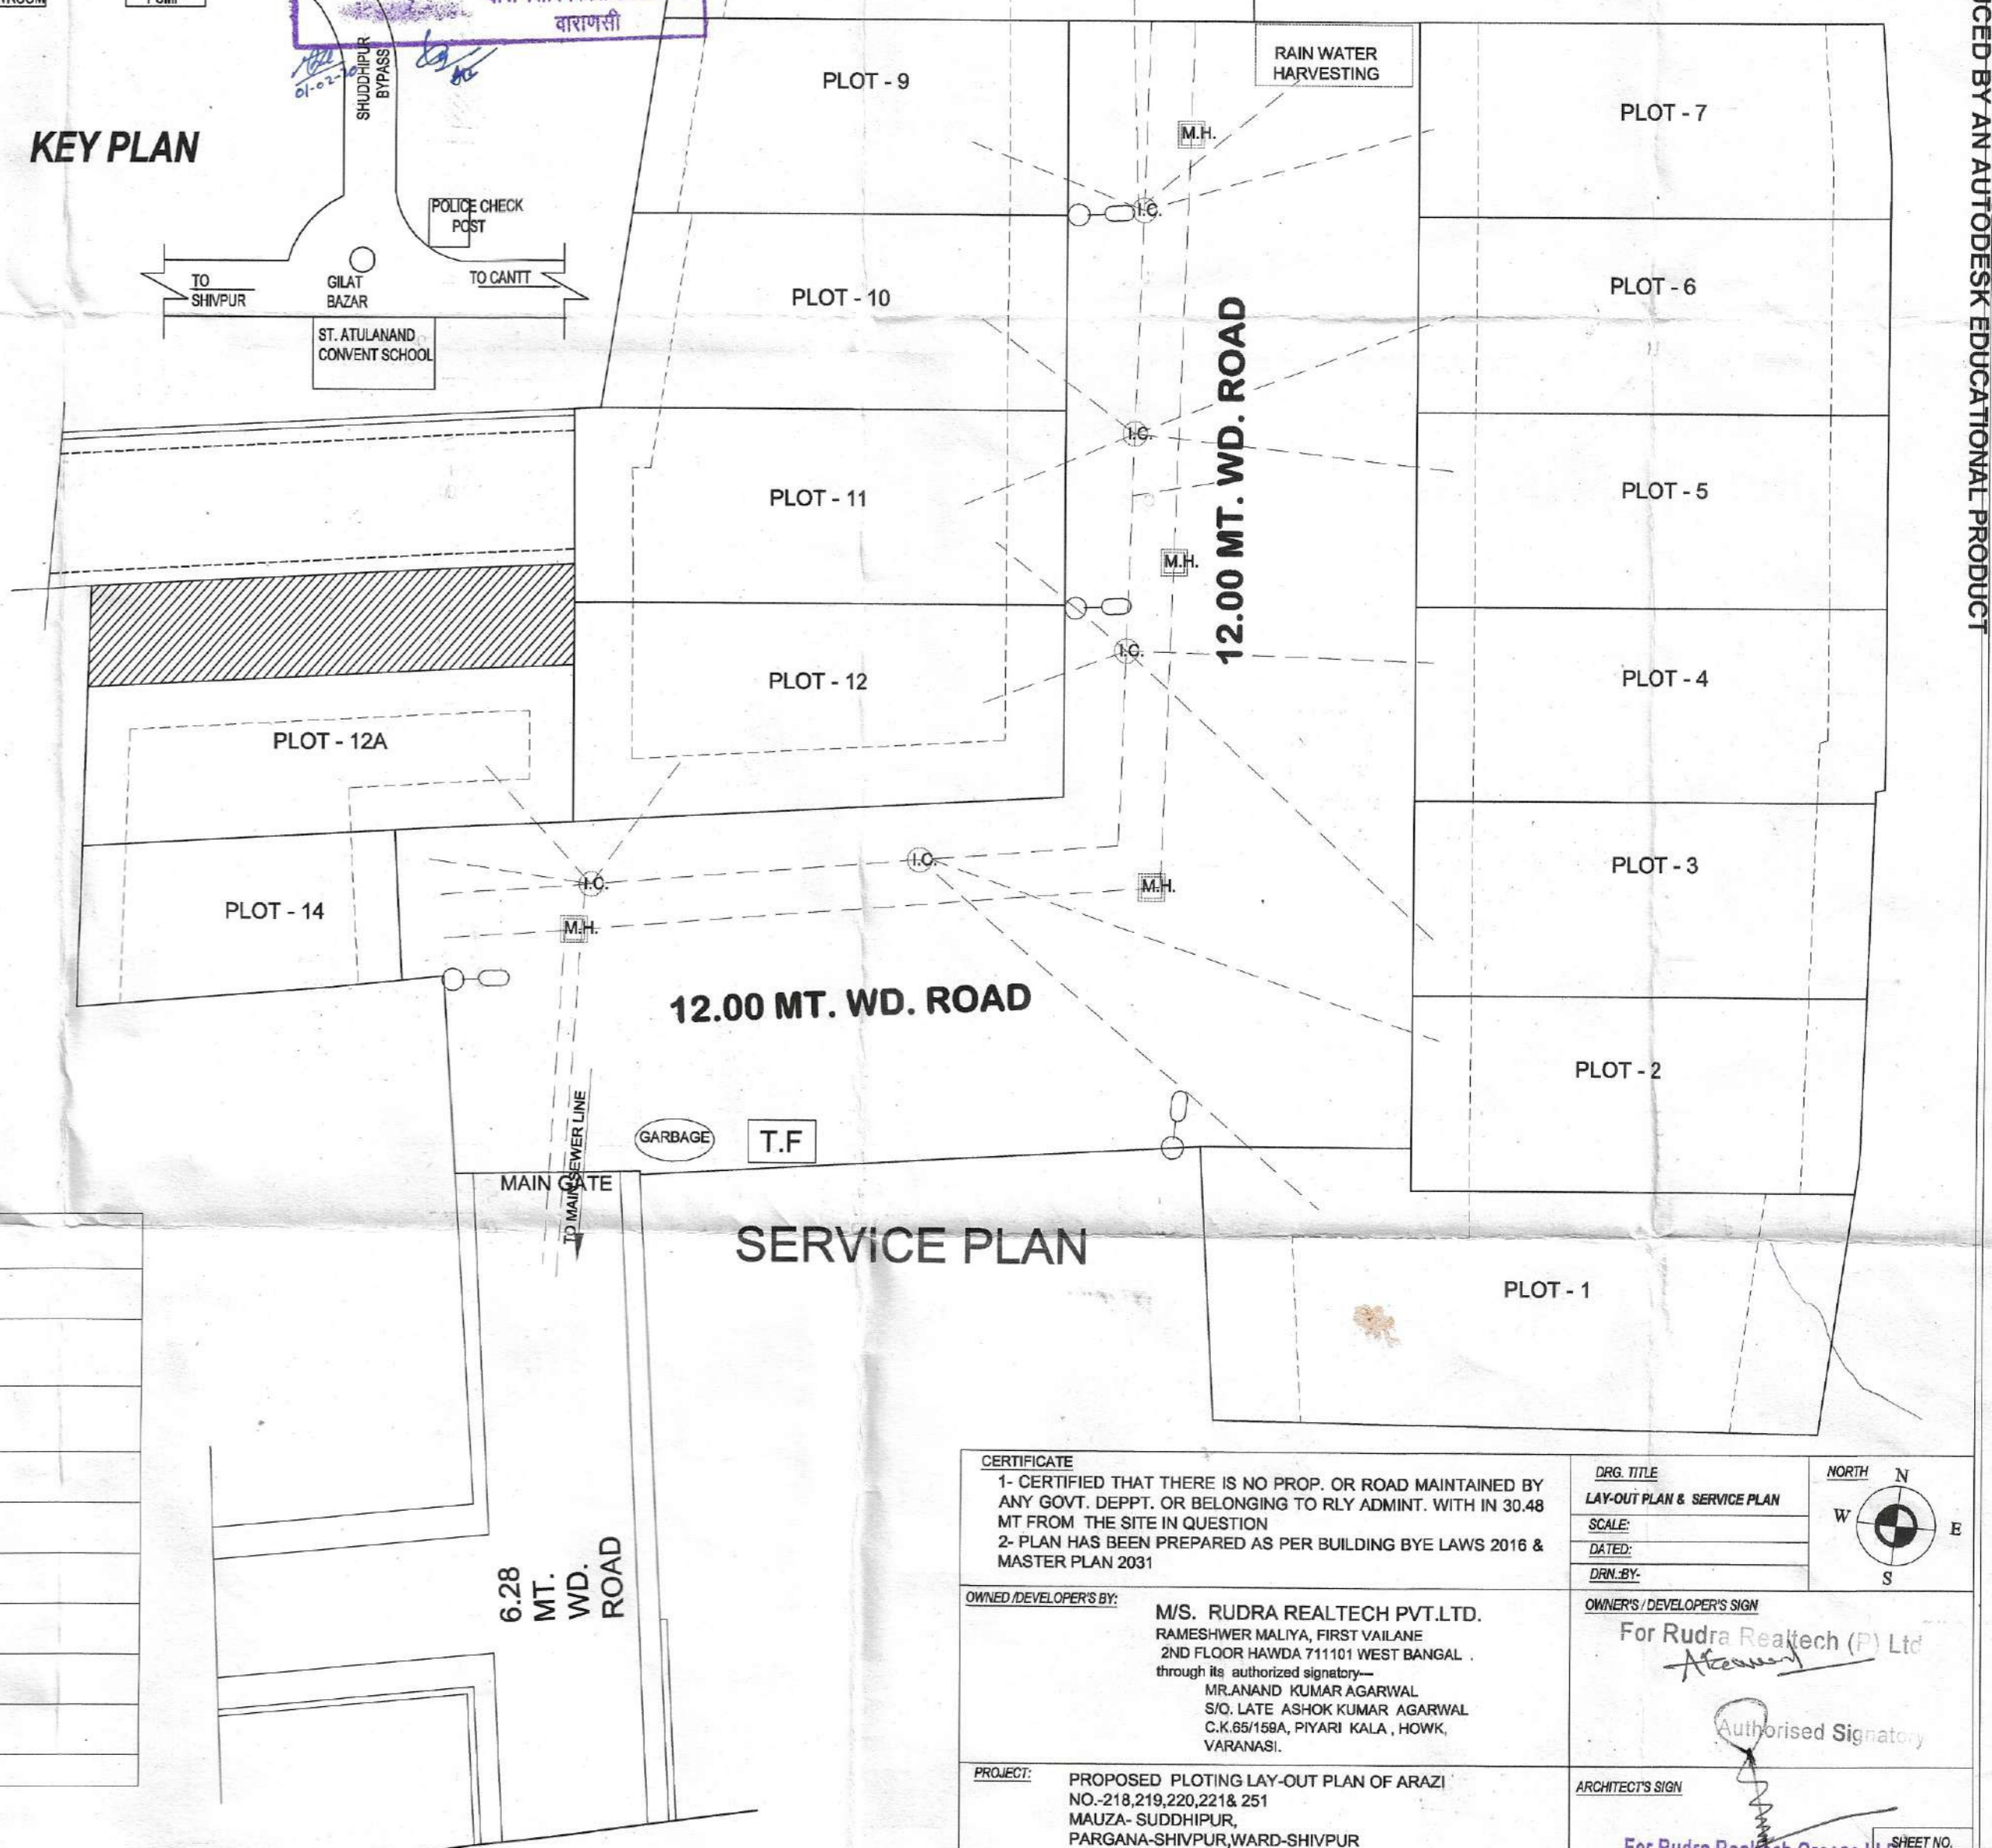 वाराणसी
01-02-20
SHUDDHIPUR
BYPASS
KEY PLAN
POLICE CHECK
POST
TO
SHIVPUR
GILAT
BAZAR
TO CANTT
ST. ATULANAND
CONVENT SCHOOL
PLOT - 9
RAIN WATER
HARVESTING
PLOT - 7
M.H.
I.C.
PLOT - 10
PLOT - 6
12.00 MT. WD. ROAD
I.C.
PLOT - 11
PLOT - 5
M.H.
I.C.
PLOT - 12
PLOT - 4
PLOT - 12A
I.C.
PLOT - 3
I.C.
M.H.
PLOT - 14
M.H.
12.00 MT. WD. ROAD
PLOT - 2
TO MAIN SEWER LINE
GARBAGE
T.F
MAIN GATE
SERVICE PLAN
PLOT - 1
6.28
MT.
WD.
ROAD
CERTIFICATE
1- CERTIFIED THAT THERE IS NO PROP. OR ROAD MAINTAINED BY
ANY GOVT. DEPPT. OR BELONGING TO RLY ADMINT. WITH IN 30.48
MT FROM THE SITE IN QUESTION
2- PLAN HAS BEEN PREPARED AS PER BUILDING BYE LAWS 2016 &
MASTER PLAN 2031
DRG. TITLE
LAY-OUT PLAN & SERVICE PLAN
SCALE:
DATED:
DRN.:BY-
NORTH
N
W
E
S
OWNED /DEVELOPER'S BY:
M/S. RUDRA REALTECH PVT.LTD.
RAMESHWER MALIYA, FIRST VAILANE
2ND FLOOR HAWDA 711101 WEST BANGAL .
through its authorized signatory---
MR.ANAND KUMAR AGARWAL
S/O. LATE ASHOK KUMAR AGARWAL
C.K.65/159A, PIYARI KALA , HOWK,
VARANASI.
OWNER'S / DEVELOPER'S SIGN
For Rudra Realtech (P) Ltd
Authorised Signatory
PROJECT:
PROPOSED PLOTING LAY-OUT PLAN OF ARAZI
NO.-218,219,220,221& 251
MAUZA- SUDDHIPUR,
PARGANA-SHIVPUR,WARD-SHIVPUR
ARCHITECT'S SIGN
SHEET NO.
CED BY AN AUTODESK EDUCATIONAL PRODUCT